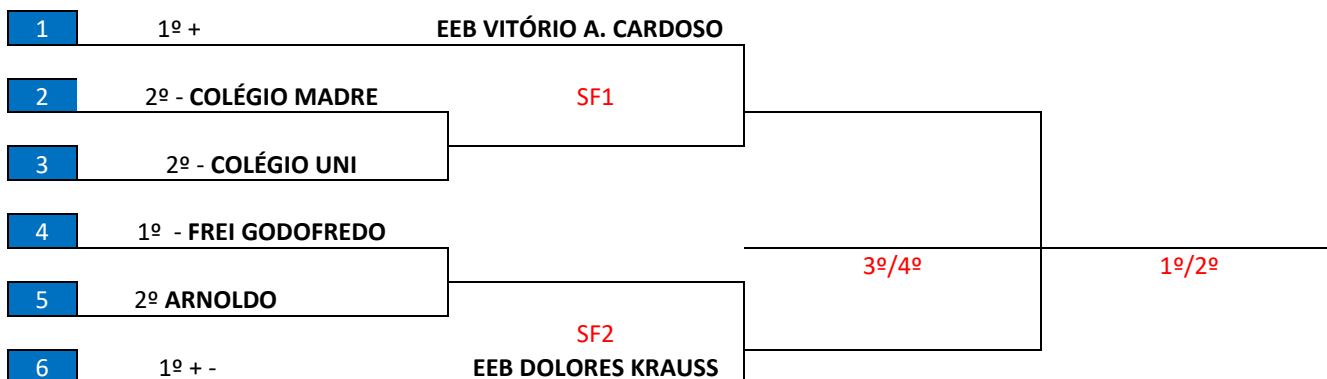 1 1º + EEB VITÓRIO A. CARDOSO
2 2º - COLÉGIO MADRE SF1
3 2º - COLÉGIO UNI
4 1º - FREI GODOFREDO
3º/4º 1º/2º
5 2º ARNOLDO
SF2
6 1º + - EEB DOLORES KRAUSS